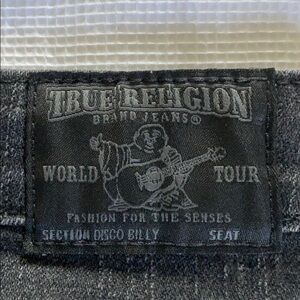 TRUE RELIGION
BRAND JEANS®
WORLD TOUR
FASHION FOR THE SENSES
SECTION DISCO BILLY SEAT